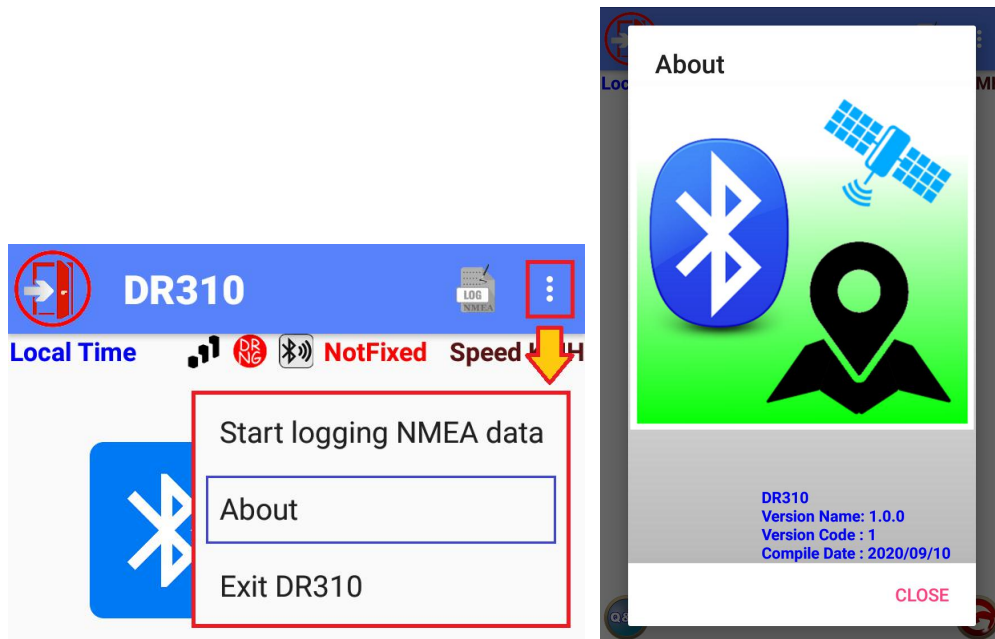 DR310
LOG
NMEA
Local Time
DR
NG
NotFixed
Speed
Start logging NMEA data
About
Exit DR310
Loc
About
DR310
Version Name: 1.0.0
Version Code : 1
Compile Date : 2020/09/10
CLOSE